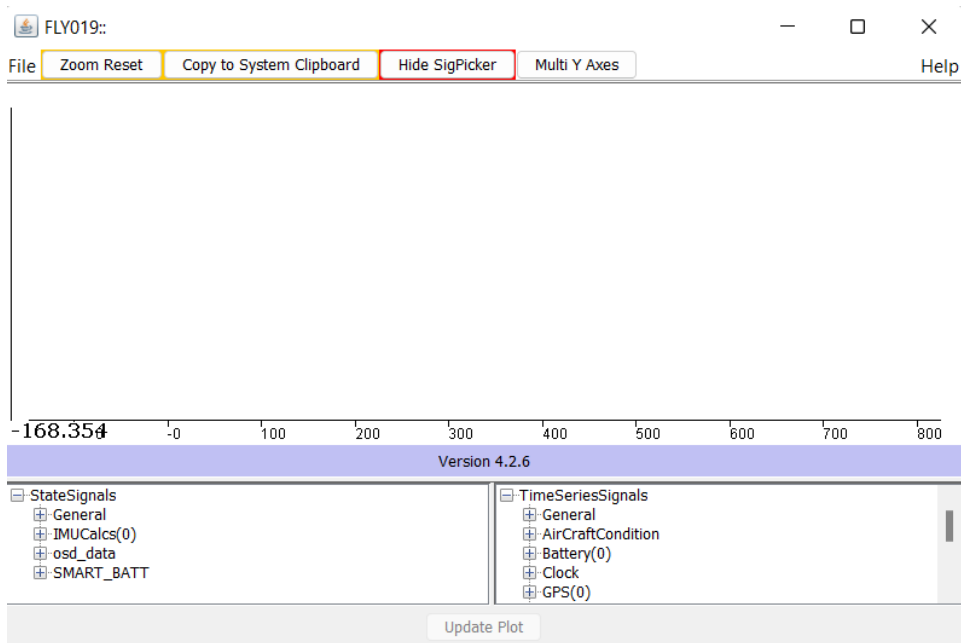 FLY019::
File Zoom Reset Copy to System Clipboard Hide SigPicker Multi Y Axes Help
-168.354 -0 100 200 300 400 500 600 700 800
Version 4.2.6
StateSignals
General
IMUCalcs(0)
osd_data
SMART_BATT
TimeSeriesSignals
General
AirCraftCondition
Battery(0)
Clock
GPS(0)
Update Plot